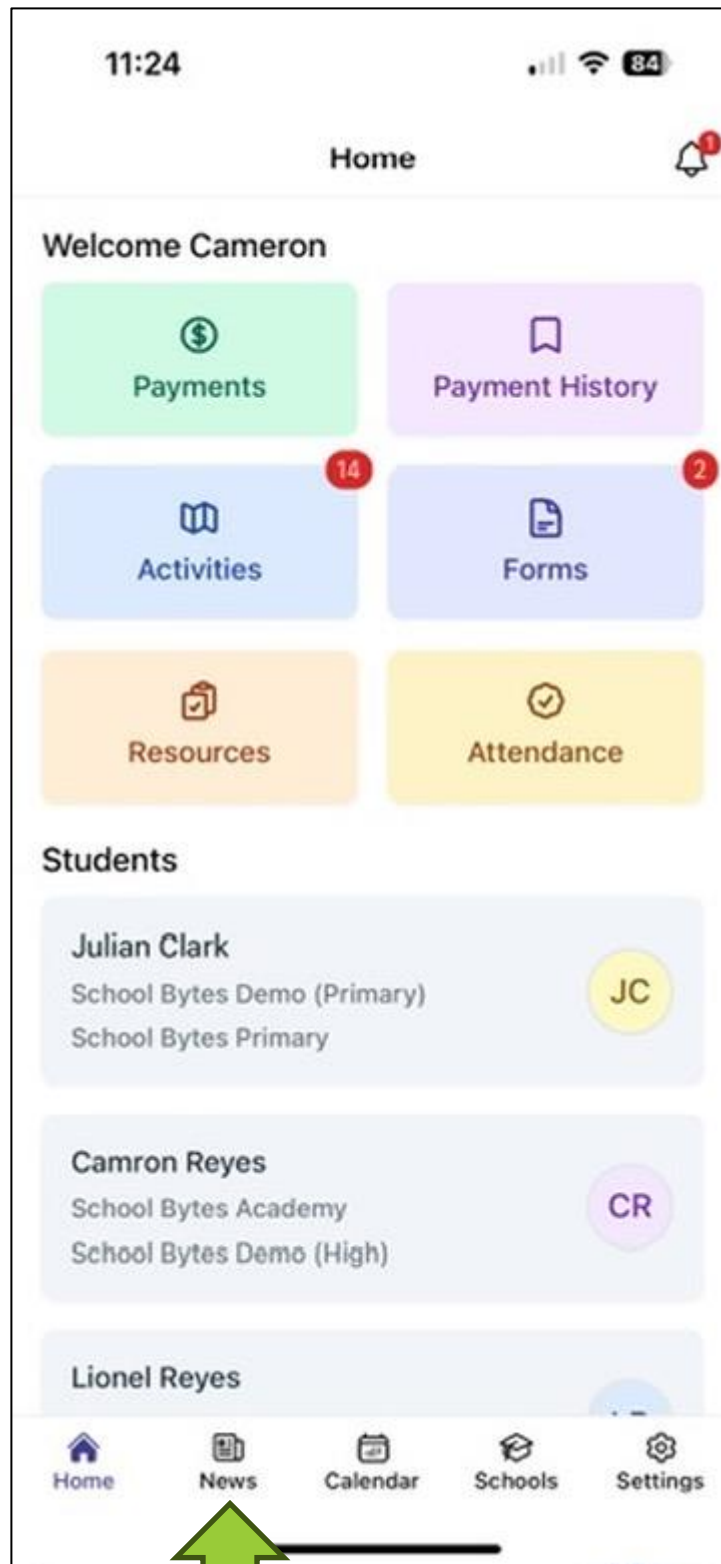 11:24 84
Home 1
Welcome Cameron
Payments Payment History
14 2
Activities Forms
Resources Attendance
Students
Julian Clark
School Bytes Demo (Primary) JC
School Bytes Primary
Camron Reyes
School Bytes Academy CR
School Bytes Demo (High)
Lionel Reyes
Home News Calendar Schools Settings